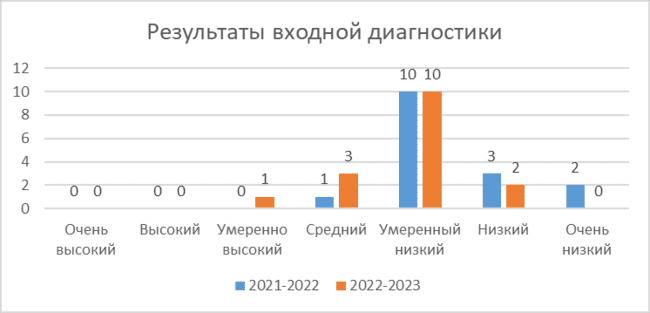 Результаты входной диагностики
12
10
8
6
4
2
0
0 0 0 0 0 1 1 3 10 10 3 2 2 0
Очень высокий
Высокий
Умеренно высокий
Средний
Умеренный низкий
Низкий
Очень низкий
2021-2022 2022-2023